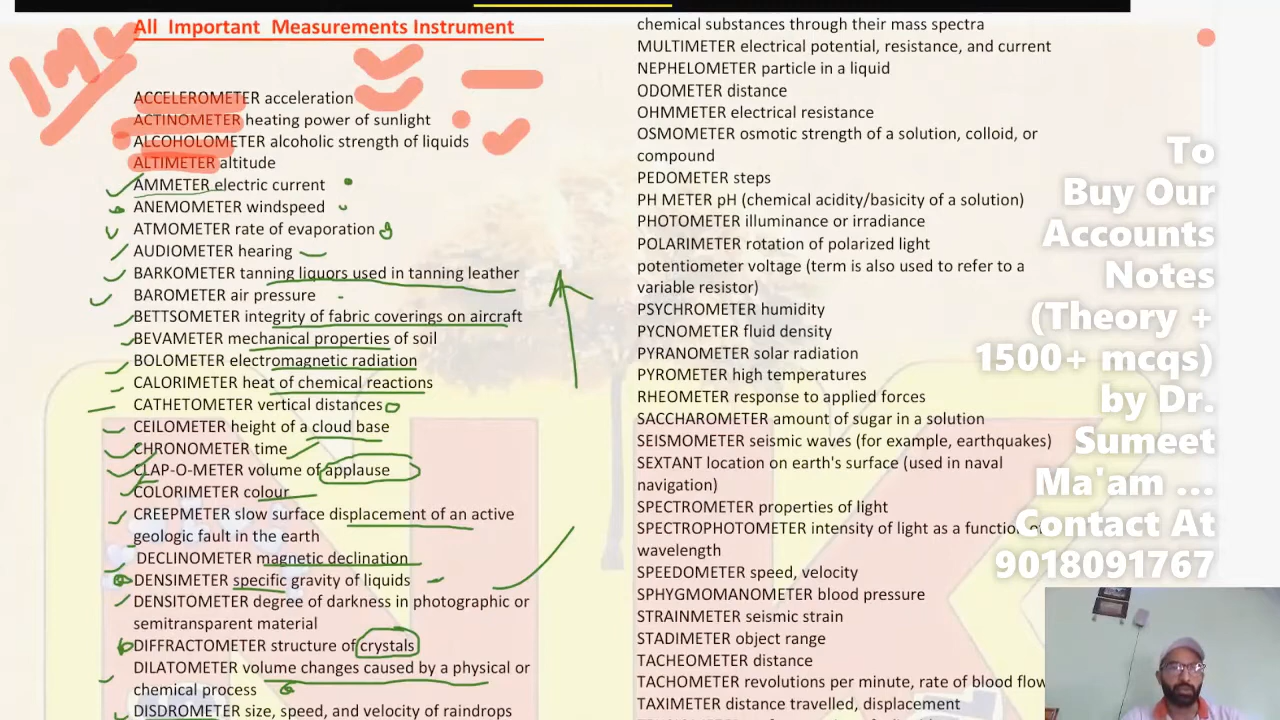 All Important Measurements Instrument
IMP
ACCELEROMETER acceleration
ACTINOMETER heating power of sunlight
ALCOHOLOMETER alcoholic strength of liquids
ALTIMETER altitude
AMMETER electric current
ANEMOMETER windspeed
ATMOMETER rate of evaporation
AUDIOMETER hearing
BARKOMETER tanning liquors used in tanning leather
BAROMETER air pressure
BETTSOMETER integrity of fabric coverings on aircraft
BEVAMETER mechanical properties of soil
BOLOMETER electromagnetic radiation
CALORIMETER heat of chemical reactions
CATHETOMETER vertical distances
CEILOMETER height of a cloud base
CHRONOMETER time
CLAP-O-METER volume of applause
COLORIMETER colour
CREEPMETER slow surface displacement of an active
geologic fault in the earth
DECLINOMETER magnetic declination
DENSIMETER specific gravity of liquids
DENSITOMETER degree of darkness in photographic or
semitransparent material
DIFFRACTOMETER structure of crystals
DILATOMETER volume changes caused by a physical or
chemical process
DISDROMETER size, speed, and velocity of raindrops
chemical substances through their mass spectra
MULTIMETER electrical potential, resistance, and current
NEPHELOMETER particle in a liquid
ODOMETER distance
OHMMETER electrical resistance
OSMOMETER osmotic strength of a solution, colloid, or
compound
PEDOMETER steps
PH METER pH (chemical acidity/basicity of a solution)
PHOTOMETER illuminance or irradiance
POLARIMETER rotation of polarized light
potentiometer voltage (term is also used to refer to a
variable resistor)
PSYCHROMETER humidity
PYCNOMETER fluid density
PYRANOMETER solar radiation
PYROMETER high temperatures
RHEOMETER response to applied forces
SACCHAROMETER amount of sugar in a solution
SEISMOMETER seismic waves (for example, earthquakes)
SEXTANT location on earth's surface (used in naval
navigation)
SPECTROMETER properties of light
SPECTROPHOTOMETER intensity of light as a function of
wavelength
SPEEDOMETER speed, velocity
SPHYGMOMANOMETER blood pressure
STRAINMETER seismic strain
STADIMETER object range
TACHEOMETER distance
TACHOMETER revolutions per minute, rate of blood flow
TAXIMETER distance travelled, displacement
To
Buy Our
Accounts
Notes
(Theory +
1500+ mcqs)
by Dr.
Sumeet
Ma'am ...
Contact At
9018091767